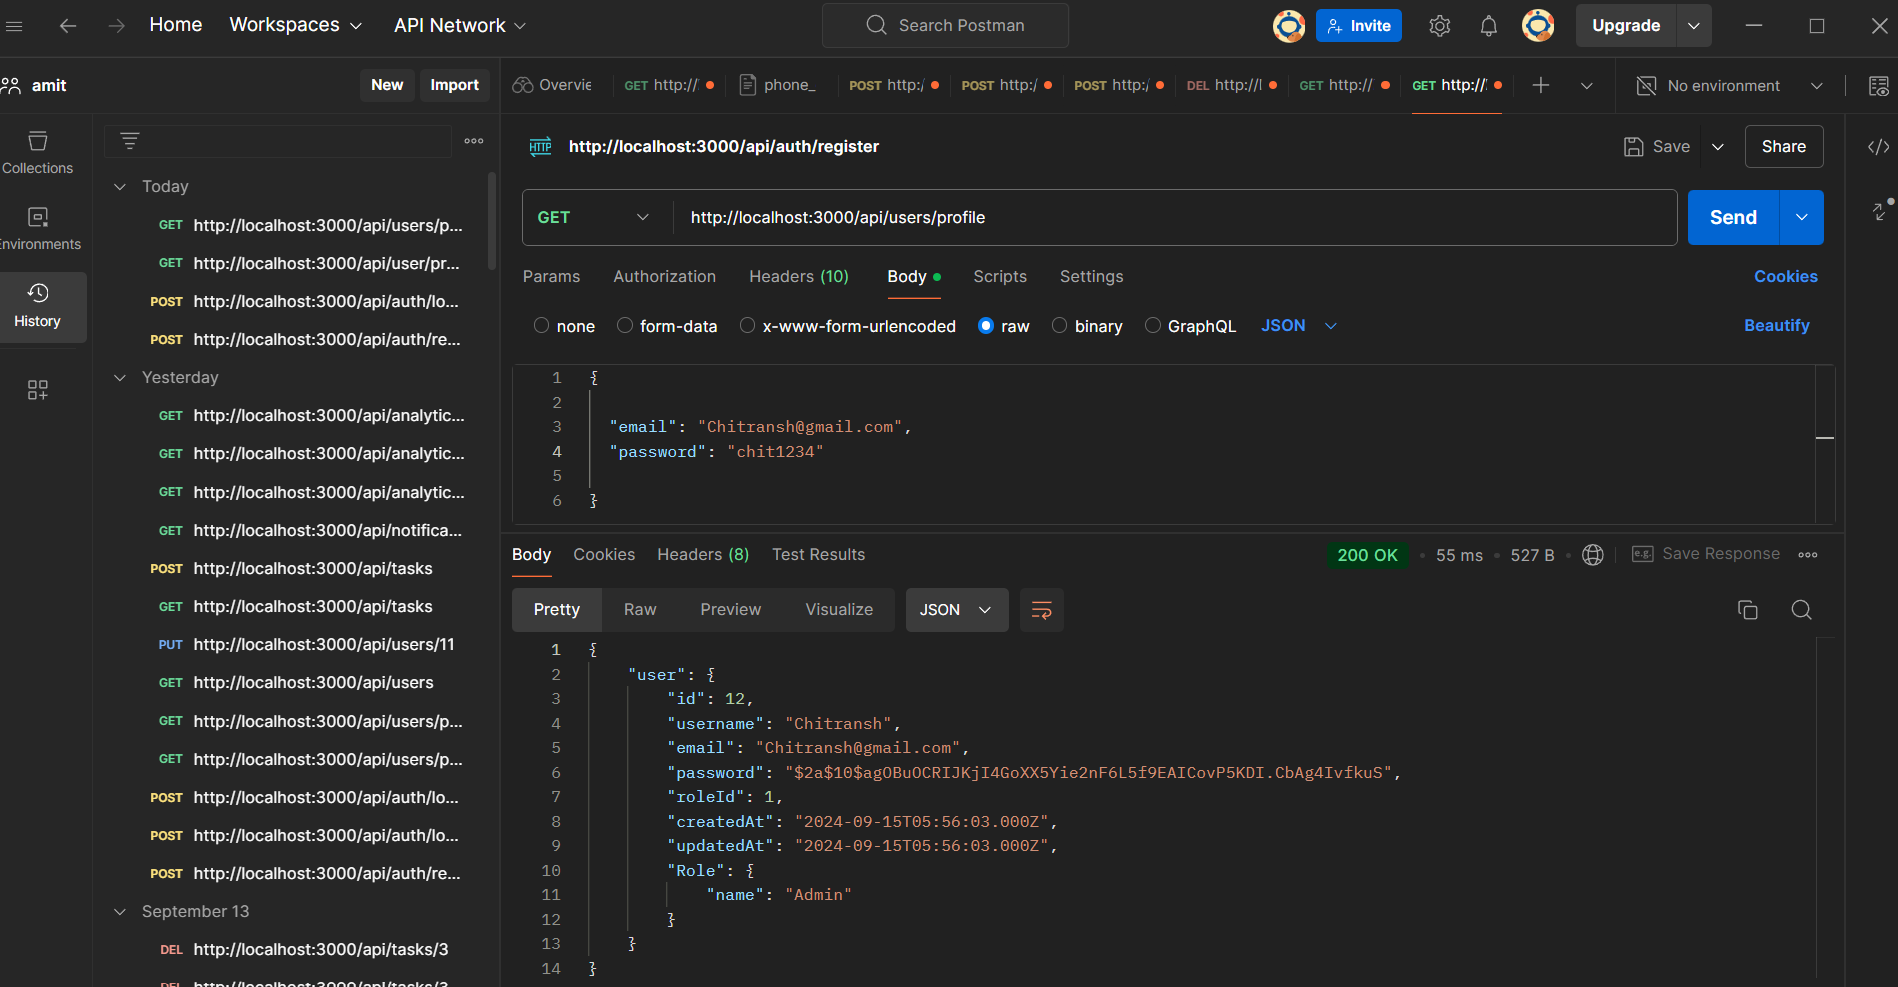 Home Workspaces API Network Search Postman Invite Upgrade
amit New Import
Overvie GET http:// phone_ POST http:/ POST http:/ POST http:/ DEL http://l GET http:// GET http:// No environment
Collections
Environments
History
Today
GET http://localhost:3000/api/users/p...
GET http://localhost:3000/api/user/pr...
POST http://localhost:3000/api/auth/lo...
POST http://localhost:3000/api/auth/re...
Yesterday
GET http://localhost:3000/api/analytic...
GET http://localhost:3000/api/analytic...
GET http://localhost:3000/api/analytic...
GET http://localhost:3000/api/notifica...
POST http://localhost:3000/api/tasks
GET http://localhost:3000/api/tasks
PUT http://localhost:3000/api/users/11
GET http://localhost:3000/api/users
GET http://localhost:3000/api/users/p...
GET http://localhost:3000/api/users/p...
POST http://localhost:3000/api/auth/lo...
POST http://localhost:3000/api/auth/lo...
POST http://localhost:3000/api/auth/re...
September 13
DEL http://localhost:3000/api/tasks/3
DEL http://localhost:3000/api/tasks/3
HTTP http://localhost:3000/api/auth/register Save Share
GET http://localhost:3000/api/users/profile Send
Params Authorization Headers (10) Body Scripts Settings Cookies
none form-data x-www-form-urlencoded raw binary GraphQL JSON Beautify
1 {
2
3 "email": "Chitransh@gmail.com",
4 "password": "chit1234"
5
6 }
Body Cookies Headers (8) Test Results 200 OK 55 ms 527 B e.g. Save Response
Pretty Raw Preview Visualize JSON
1 {
2 "user": {
3 "id": 12,
4 "username": "Chitransh",
5 "email": "Chitransh@gmail.com",
6 "password": "$2a$10$agOBuOCRIJKjI4GoXX5Yie2nF6L5f9EAICovP5KDI.CbAg4IvfkuS",
7 "roleId": 1,
8 "createdAt": "2024-09-15T05:56:03.000Z",
9 "updatedAt": "2024-09-15T05:56:03.000Z",
10 "Role": {
11 "name": "Admin"
12 }
13 }
14 }